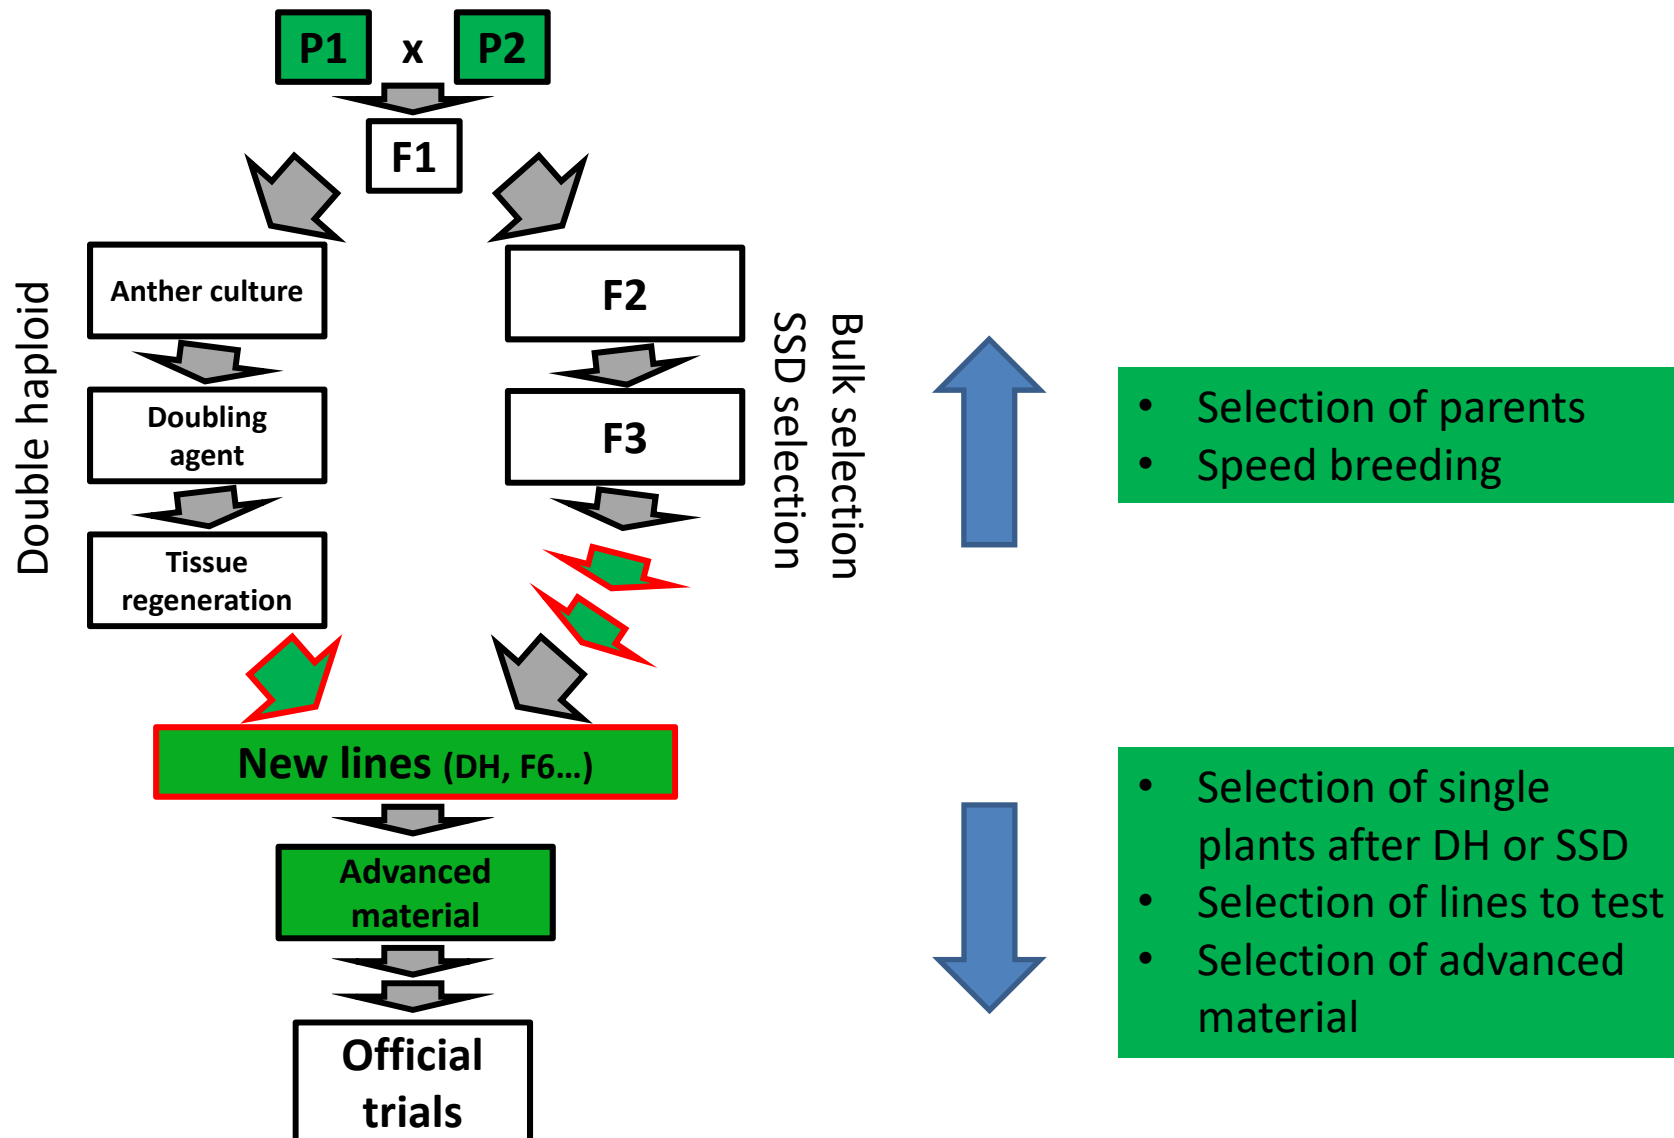 P1 x P2
F1
Double haploid
Anther culture
Doubling
agent
Tissue
regeneration
F2
F3
Bulk selection
SSD selection
• Selection of parents
• Speed breeding
New lines (DH, F6...)
Advanced
material
Official
trials
• Selection of single
plants after DH or SSD
• Selection of lines to test
• Selection of advanced
material